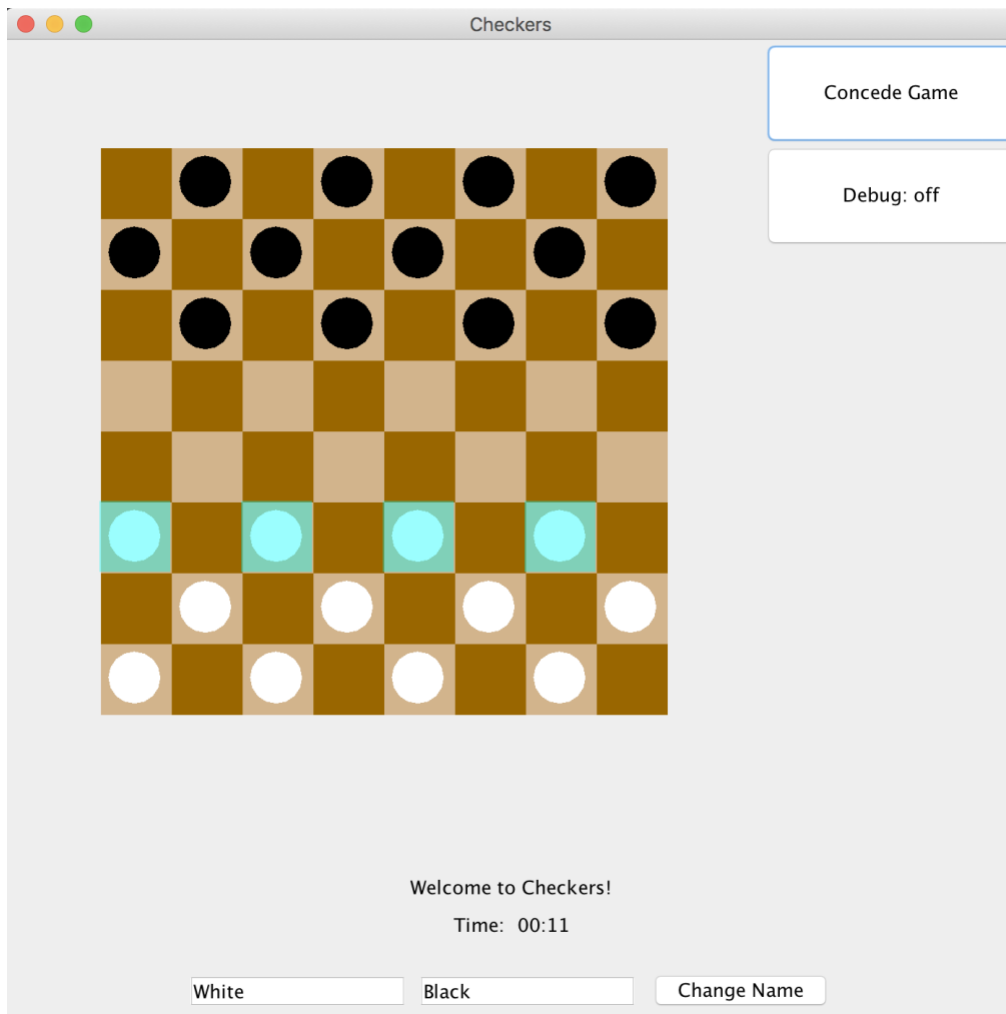 Checkers
Concede Game
Debug: off
Welcome to Checkers!
Time: 00:11
White
Black
Change Name